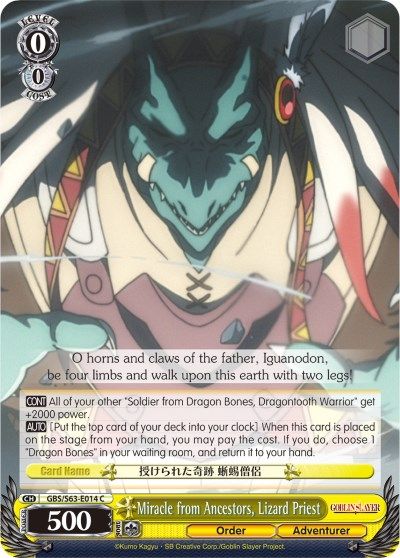 LEVEL
0
0
COST
'O horns and claws of the father, Iguanodon,
be four limbs and walk upon this earth with two legs!
CONT All of your other "Soldier from Dragon Bones, Dragontooth Warrior" get
+2000 power.
AUTO [Put the top card of your deck into your clock] When this card is placed
on the stage from your hand, you may pay the cost. If you do, choose 1
"Dragon Bones" in your waiting room, and return it to your hand.
Card Name 授けられた奇跡 蜥蜴僧侶
CH GBS/S63-E014 C
Miracle from Ancestors, Lizard Priest
GOBLIN SLAYER
POWER
500
Order
Adventurer
©Kumo Kagyu・SB Creative Corp./Goblin Slayer Project.